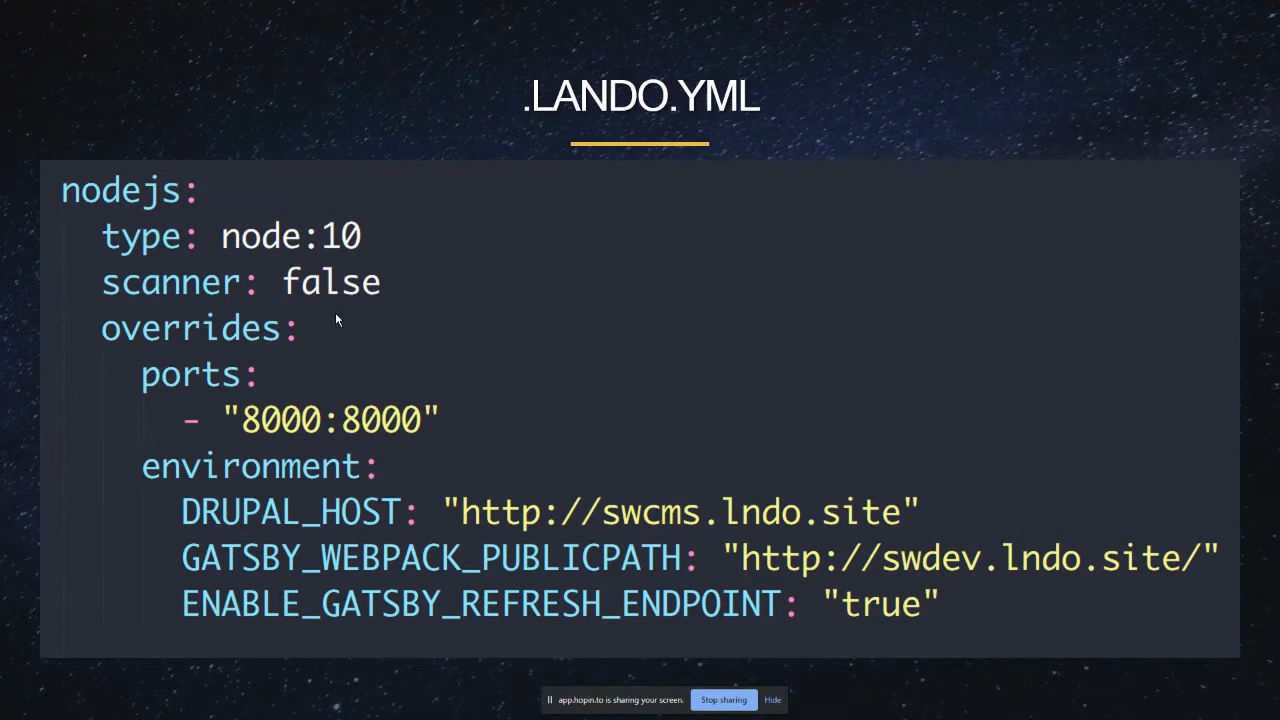 .LANDO.YML
nodejs:
type: node:10
scanner: false
overrides:
ports:
- "8000:8000"
environment:
DRUPAL_HOST: "http://swcms.lndo.site"
GATSBY_WEBPACK_PUBLICPATH: "http://swdev.lndo.site/"
ENABLE_GATSBY_REFRESH_ENDPOINT: "true"
app.hopin.to is sharing your screen. Stop sharing Hide